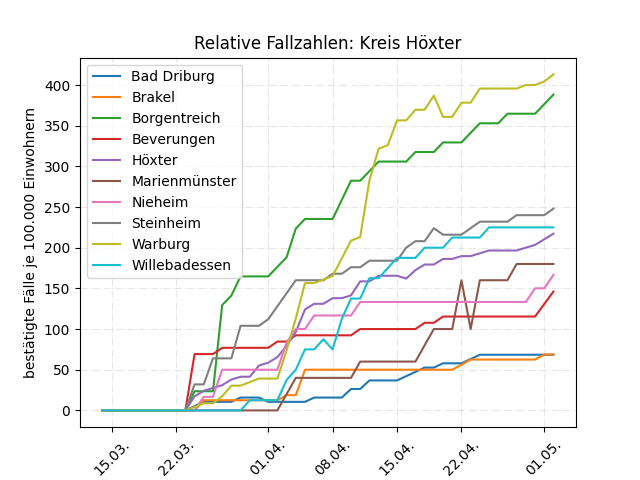 Relative Fallzahlen: Kreis Höxter
bestätigte Fälle je 100.000 Einwohnern
400
350
300
250
200
150
100
50
0
Bad Driburg
Brakel
Borgentreich
Beverungen
Höxter
Marienmünster
Nieheim
Steinheim
Warburg
Willebadessen
15.03.
22.03.
01.04.
08.04.
15.04.
22.04.
01.05.